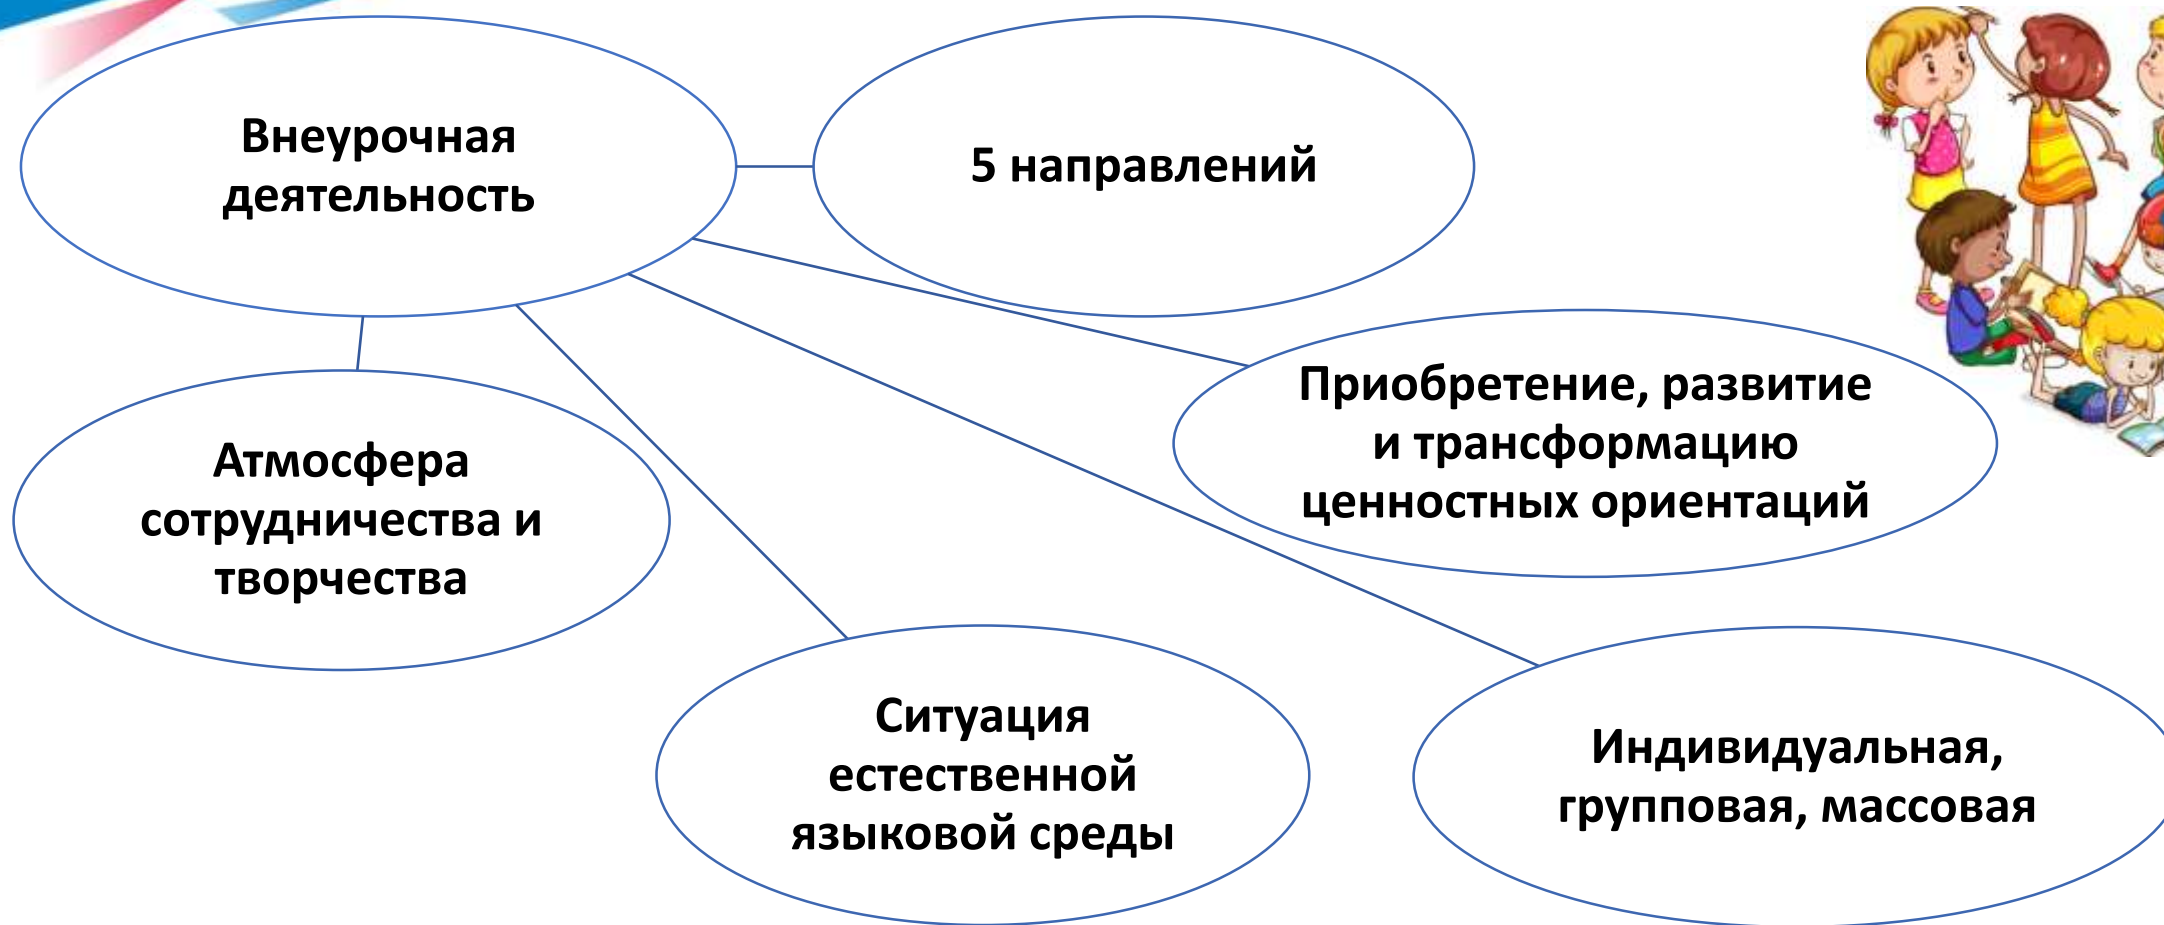 Внеурочная
деятельность
5 направлений
Приобретение, развитие
и трансформацию
ценностных ориентаций
Атмосфера
сотрудничества и
творчества
Ситуация
естественной
языковой среды
Индивидуальная,
групповая, массовая